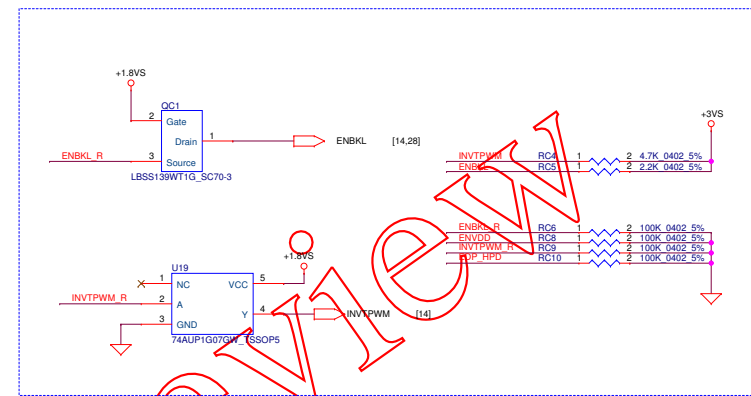 +1.8VS
QC1
2 Gate
Drain 1
ENBKL [14,28]
ENBKL_R 3 Source
LBSS139WT1G_SC70-3
+3VS
INVTPWM RC4 1 2 4.7K_0402_5%
ENBKL RC5 1 2 2.2K_0402_5%
ENBKL_R RC6 1 2 100K_0402_5%
ENVDD RC8 1 2 100K_0402_5%
INVTPWM_R RC9 1 2 100K_0402_5%
EDP_HPD RC10 1 2 100K_0402_5%
+1.8VS
U19
1 NC VCC 5
INVTPWM_R 2 A
Y 4 INVTPWM [14]
3 GND
74AUP1G07GW_TSSOP5
view